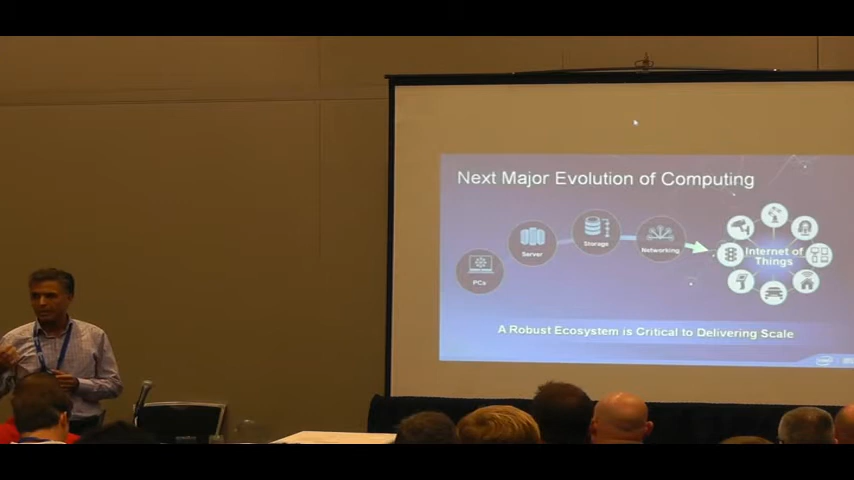 Next Major Evolution of Computing
PCs
Server
Storage
Networking
Internet of
Things
A Robust Ecosystem is Critical to Delivering Scale
intel